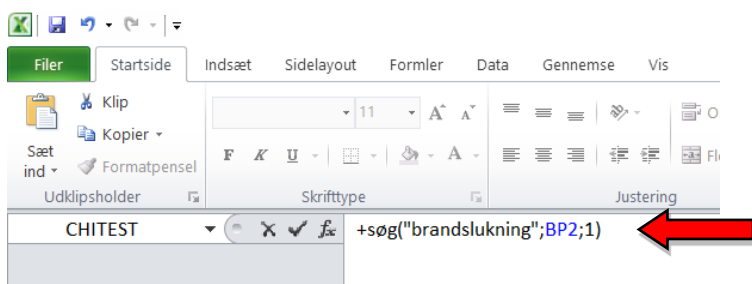 Filer Startside Indsæt Sidelayout Formler Data Gennemse Vis
Klip
Kopier
Formatpensel
Sæt
ind
11 A A
F K U A
Udklipsholder Skrifttype Justering
CHITEST fx +søg("brandslukning";BP2;1)